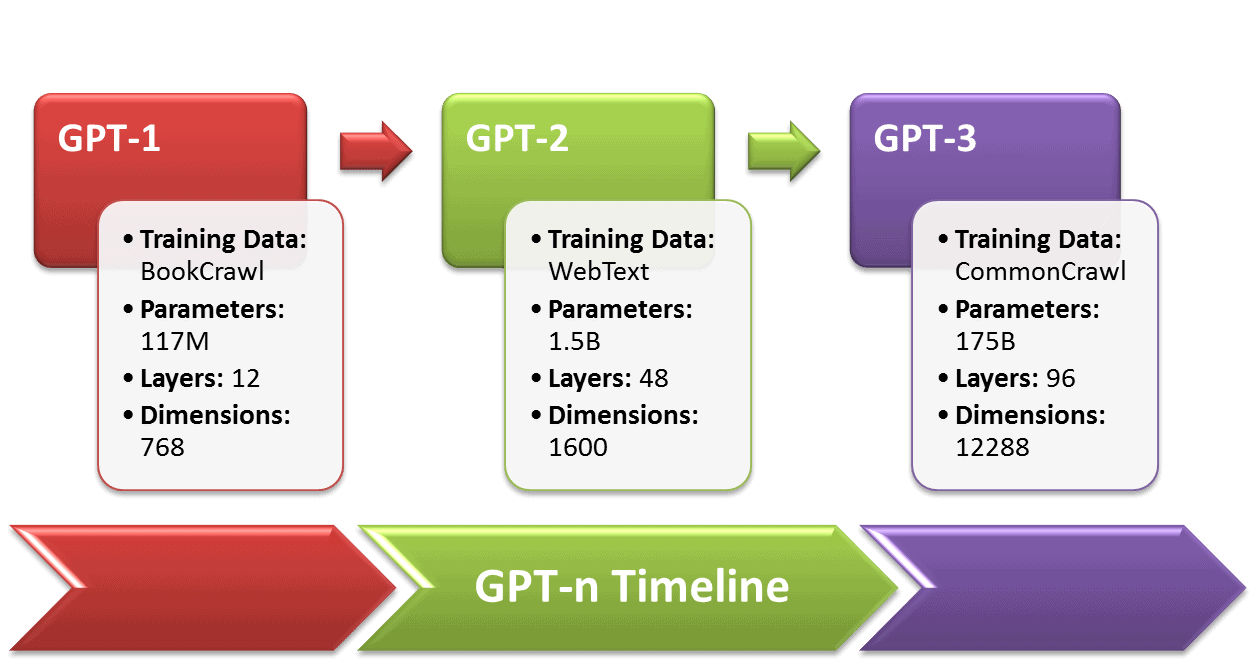 GPT-1
• Training Data:
BookCrawl
• Parameters:
117M
• Layers: 12
• Dimensions:
768
GPT-2
• Training Data:
WebText
• Parameters:
1.5B
• Layers: 48
• Dimensions:
1600
GPT-3
• Training Data:
CommonCrawl
• Parameters:
175B
• Layers: 96
• Dimensions:
12288
GPT-n Timeline